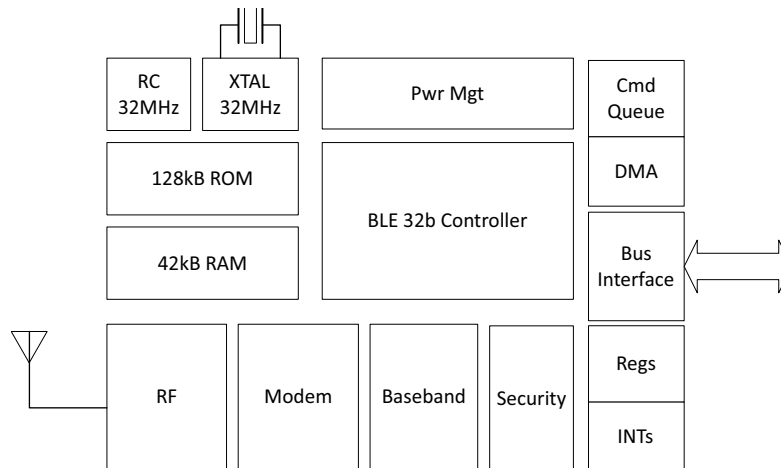 RC
32MHz
XTAL
32MHz
Pwr Mgt
Cmd
Queue
128kB ROM
BLE 32b Controller
DMA
42kB RAM
Bus
Interface
RF
Modem
Baseband
Security
Regs
INTs